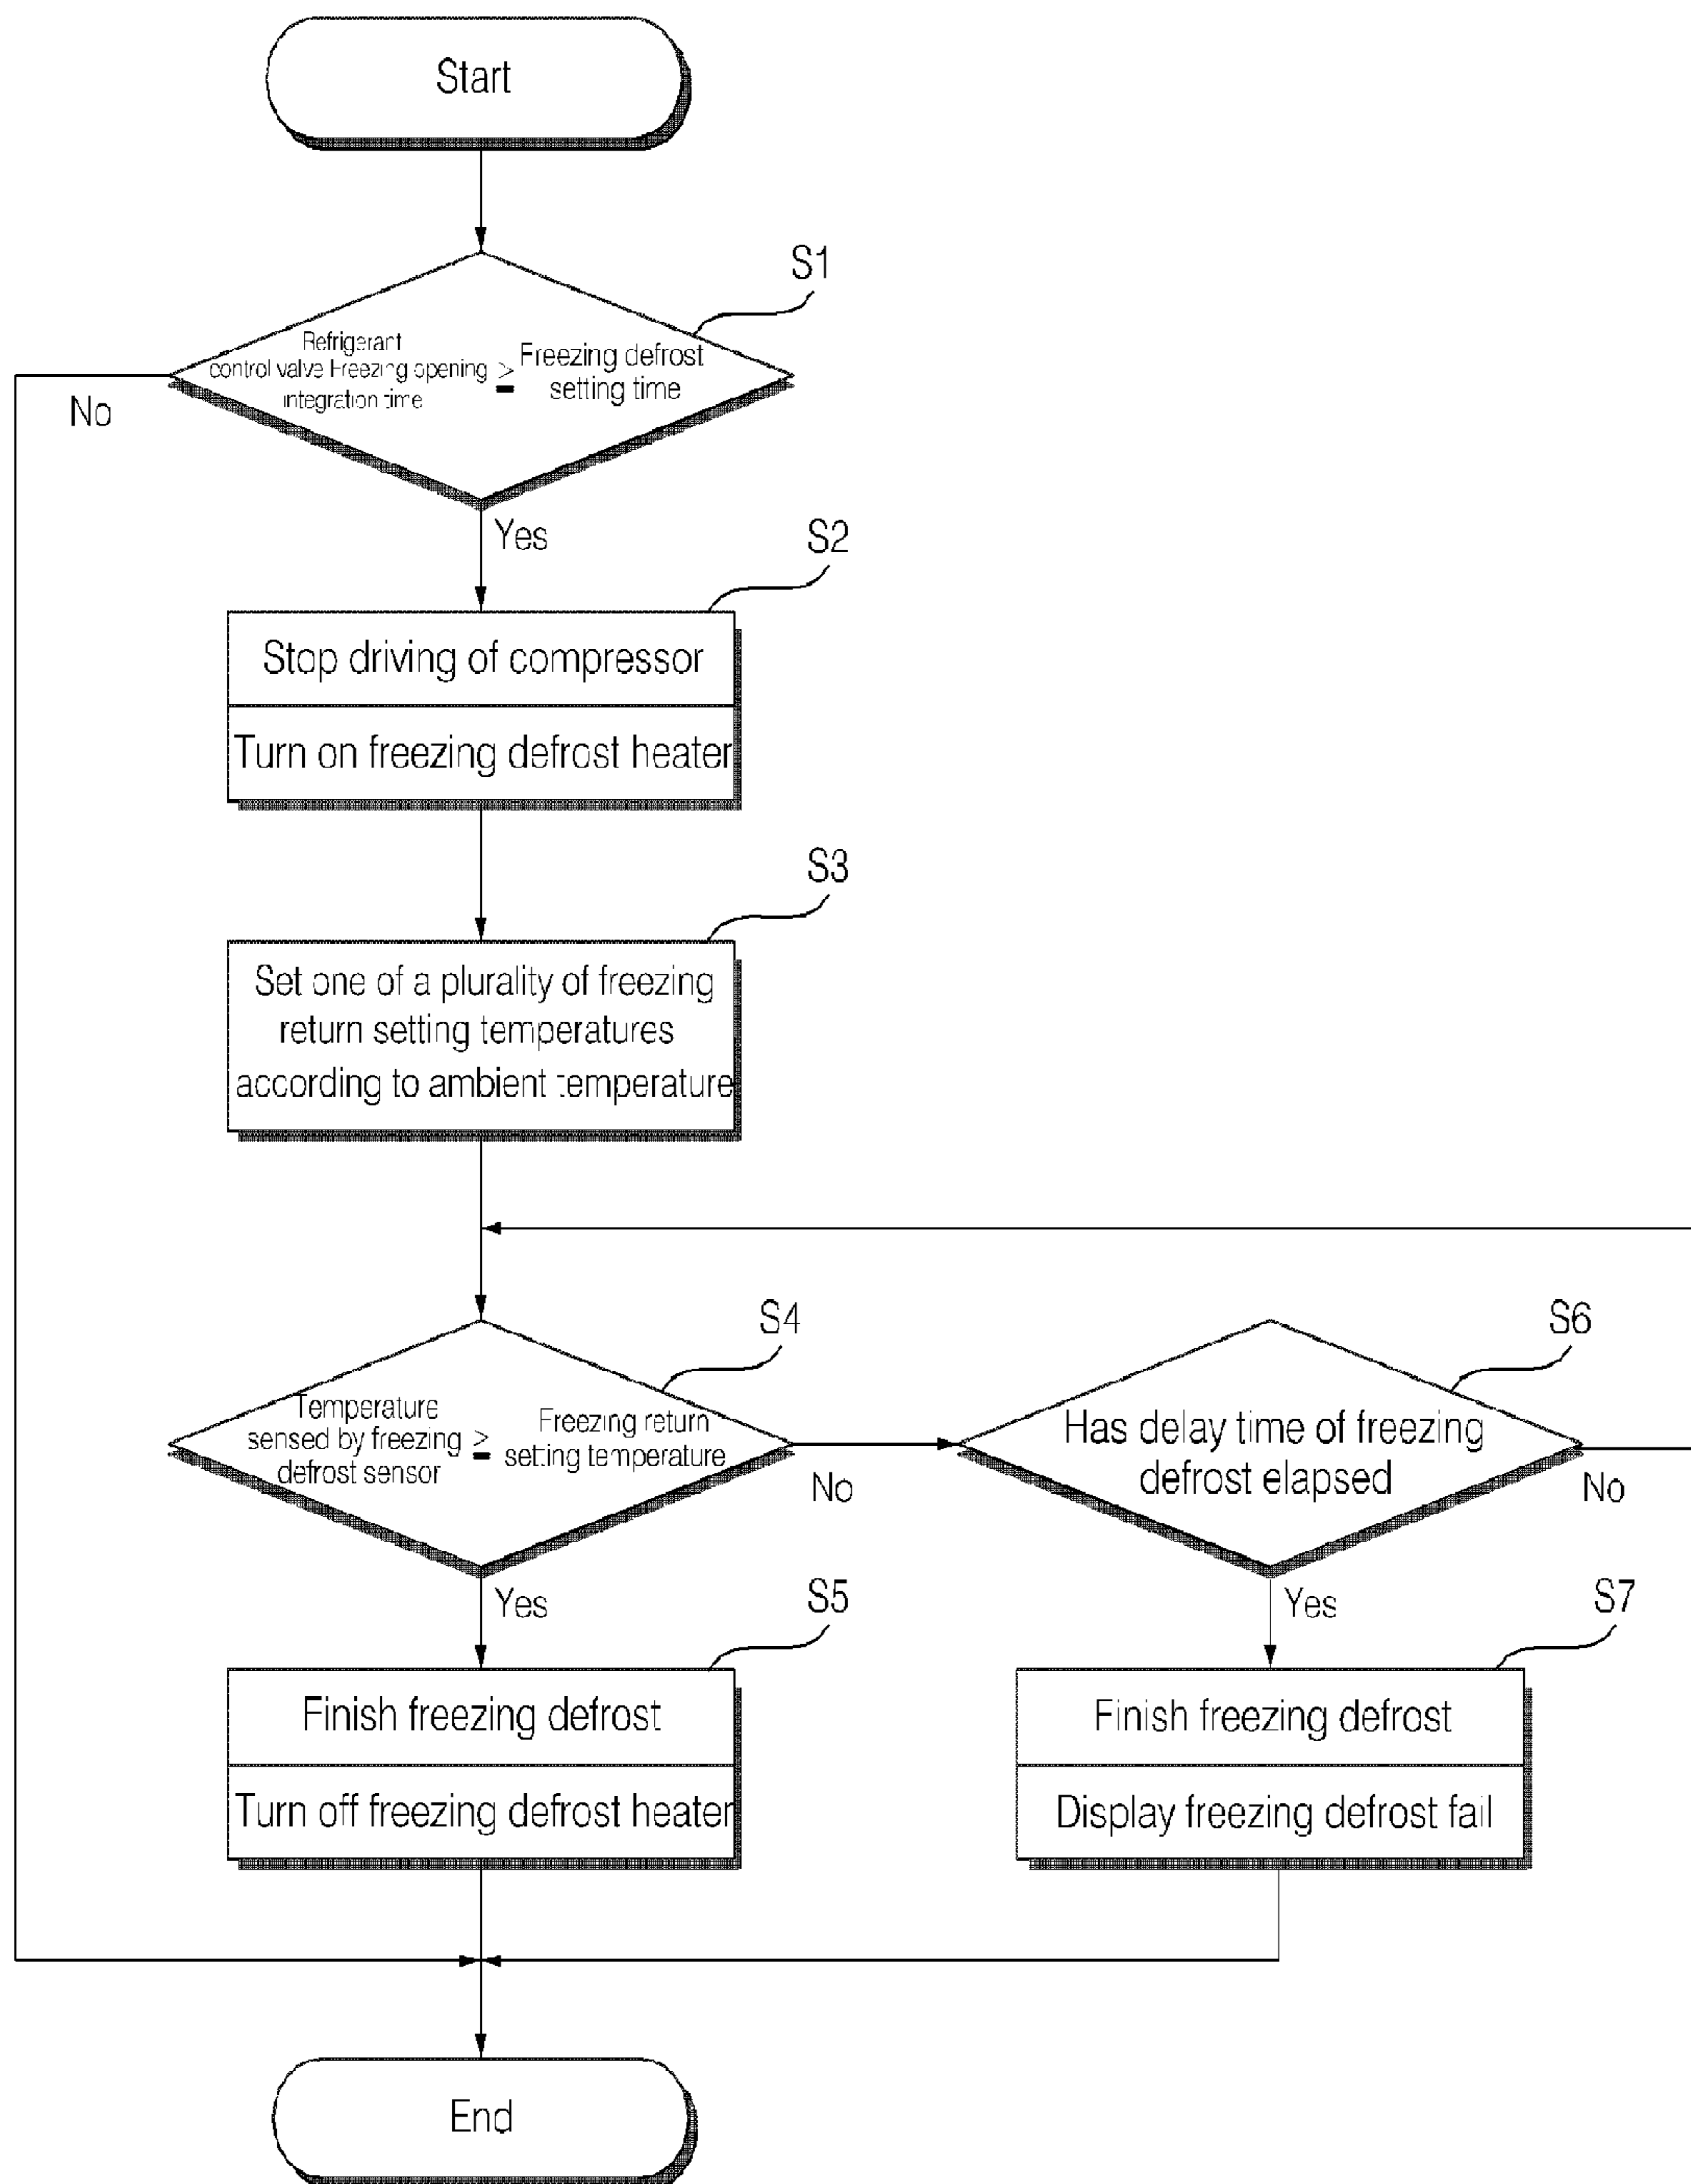 Start
S1
Refrigerant
control valve Freezing opening
integration time
≥
Freezing defrost
setting time
No
Yes
S2
Stop driving of compressor
Turn on freezing defrost heater
S3
Set one of a plurality of freezing
return setting temperatures
according to ambient temperature
S4
Temperature
sensed by freezing
defrost sensor
≥
Freezing return
setting temperature
No
Yes
S6
Has delay time of freezing
defrost elapsed
No
Yes
S5
Finish freezing defrost
Turn off freezing defrost heater
S7
Finish freezing defrost
Display freezing defrost fail
End